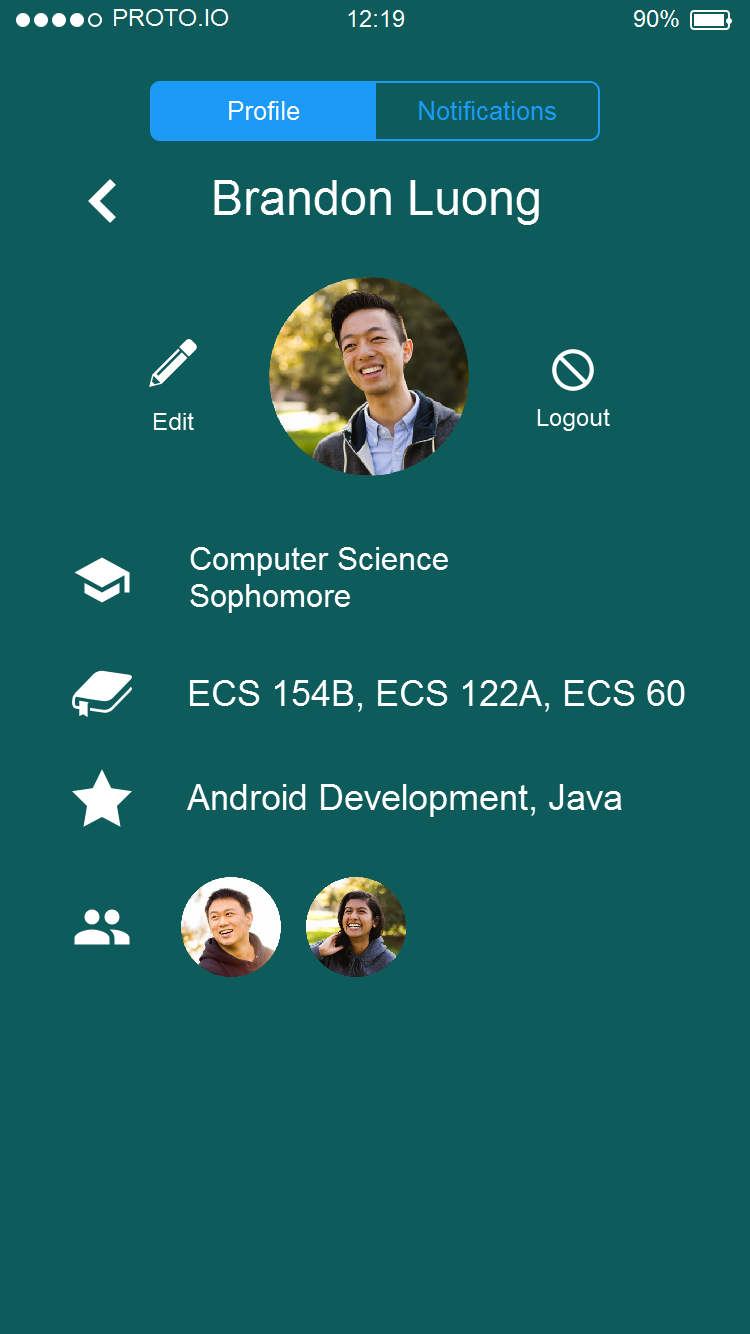 PROTO.IO 12:19 90%
Profile Notifications
Brandon Luong
Edit Logout
Computer Science
Sophomore
ECS 154B, ECS 122A, ECS 60
Android Development, Java